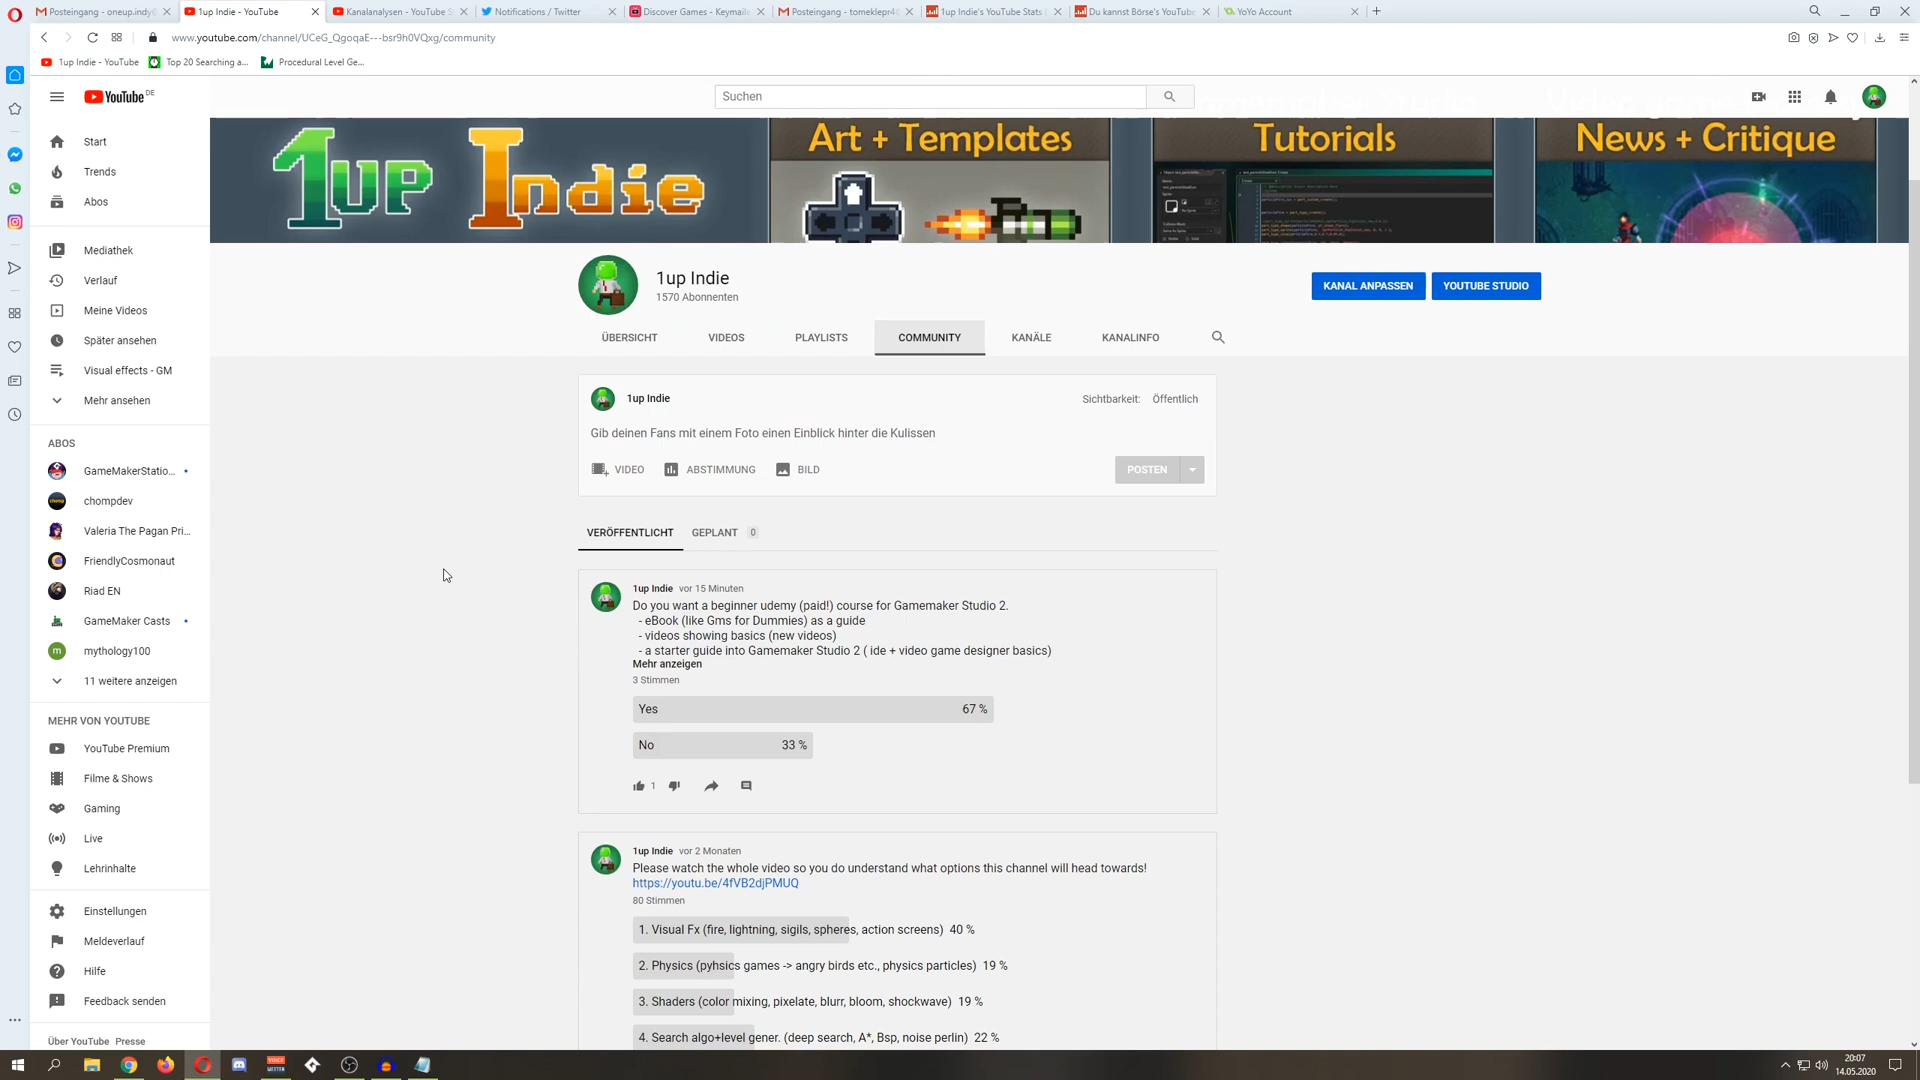 Posteingang - oneup.indy@
1up Indie - YouTube
Kanalanalysen - YouTube S
Notifications / Twitter
Discover Games - Keymaile
Posteingang - tomeklepr4
1up Indie's YouTube Stats
Du kannst Börse's YouTube
YoYo Account
www.youtube.com/channel/UCeG_QgoqaE---bsr9h0VQxg/community
1up Indie - YouTube
Top 20 Searching a...
Procedural Level Ge...
YouTube DE
Suchen
Start
Trends
Abos
Mediathek
Verlauf
Meine Videos
Später ansehen
Visual effects - GM
Mehr ansehen
ABOS
GameMakerStatio...
chompdev
Valeria The Pagan Pri...
FriendlyCosmonaut
Riad EN
GameMaker Casts
mythology100
11 weitere anzeigen
MEHR VON YOUTUBE
YouTube Premium
Filme & Shows
Gaming
Live
Lehrinhalte
Einstellungen
Meldeverlauf
Hilfe
Feedback senden
Über YouTube Presse
1up Indie
Art + Templates
Tutorials
News + Critique
1up Indie
1570 Abonnenten
KANAL ANPASSEN
YOUTUBE STUDIO
ÜBERSICHT
VIDEOS
PLAYLISTS
COMMUNITY
KANÄLE
KANALINFO
1up Indie
Sichtbarkeit: Öffentlich
Gib deinen Fans mit einem Foto einen Einblick hinter die Kulissen
VIDEO
ABSTIMMUNG
BILD
POSTEN
VERÖFFENTLICHT
GEPLANT 0
1up Indie vor 15 Minuten
Do you want a beginner udemy (paid!) course for Gamemaker Studio 2.
- eBook (like Gms for Dummies) as a guide
- videos showing basics (new videos)
- a starter guide into Gamemaker Studio 2 ( ide + video game designer basics)
Mehr anzeigen
3 Stimmen
Yes 67 %
No 33 %
1
1up Indie vor 2 Monaten
Please watch the whole video so you do understand what options this channel will head towards!
https://youtu.be/4fVB2djPMUQ
80 Stimmen
1. Visual Fx (fire, lightning, sigils, spheres, action screens) 40 %
2. Physics (pyhsics games -> angry birds etc., physics particles) 19 %
3. Shaders (color mixing, pixelate, blurr, bloom, shockwave) 19 %
4. Search algo+level gener. (deep search, A*, Bsp, noise perlin) 22 %
20:07
14.05.2020